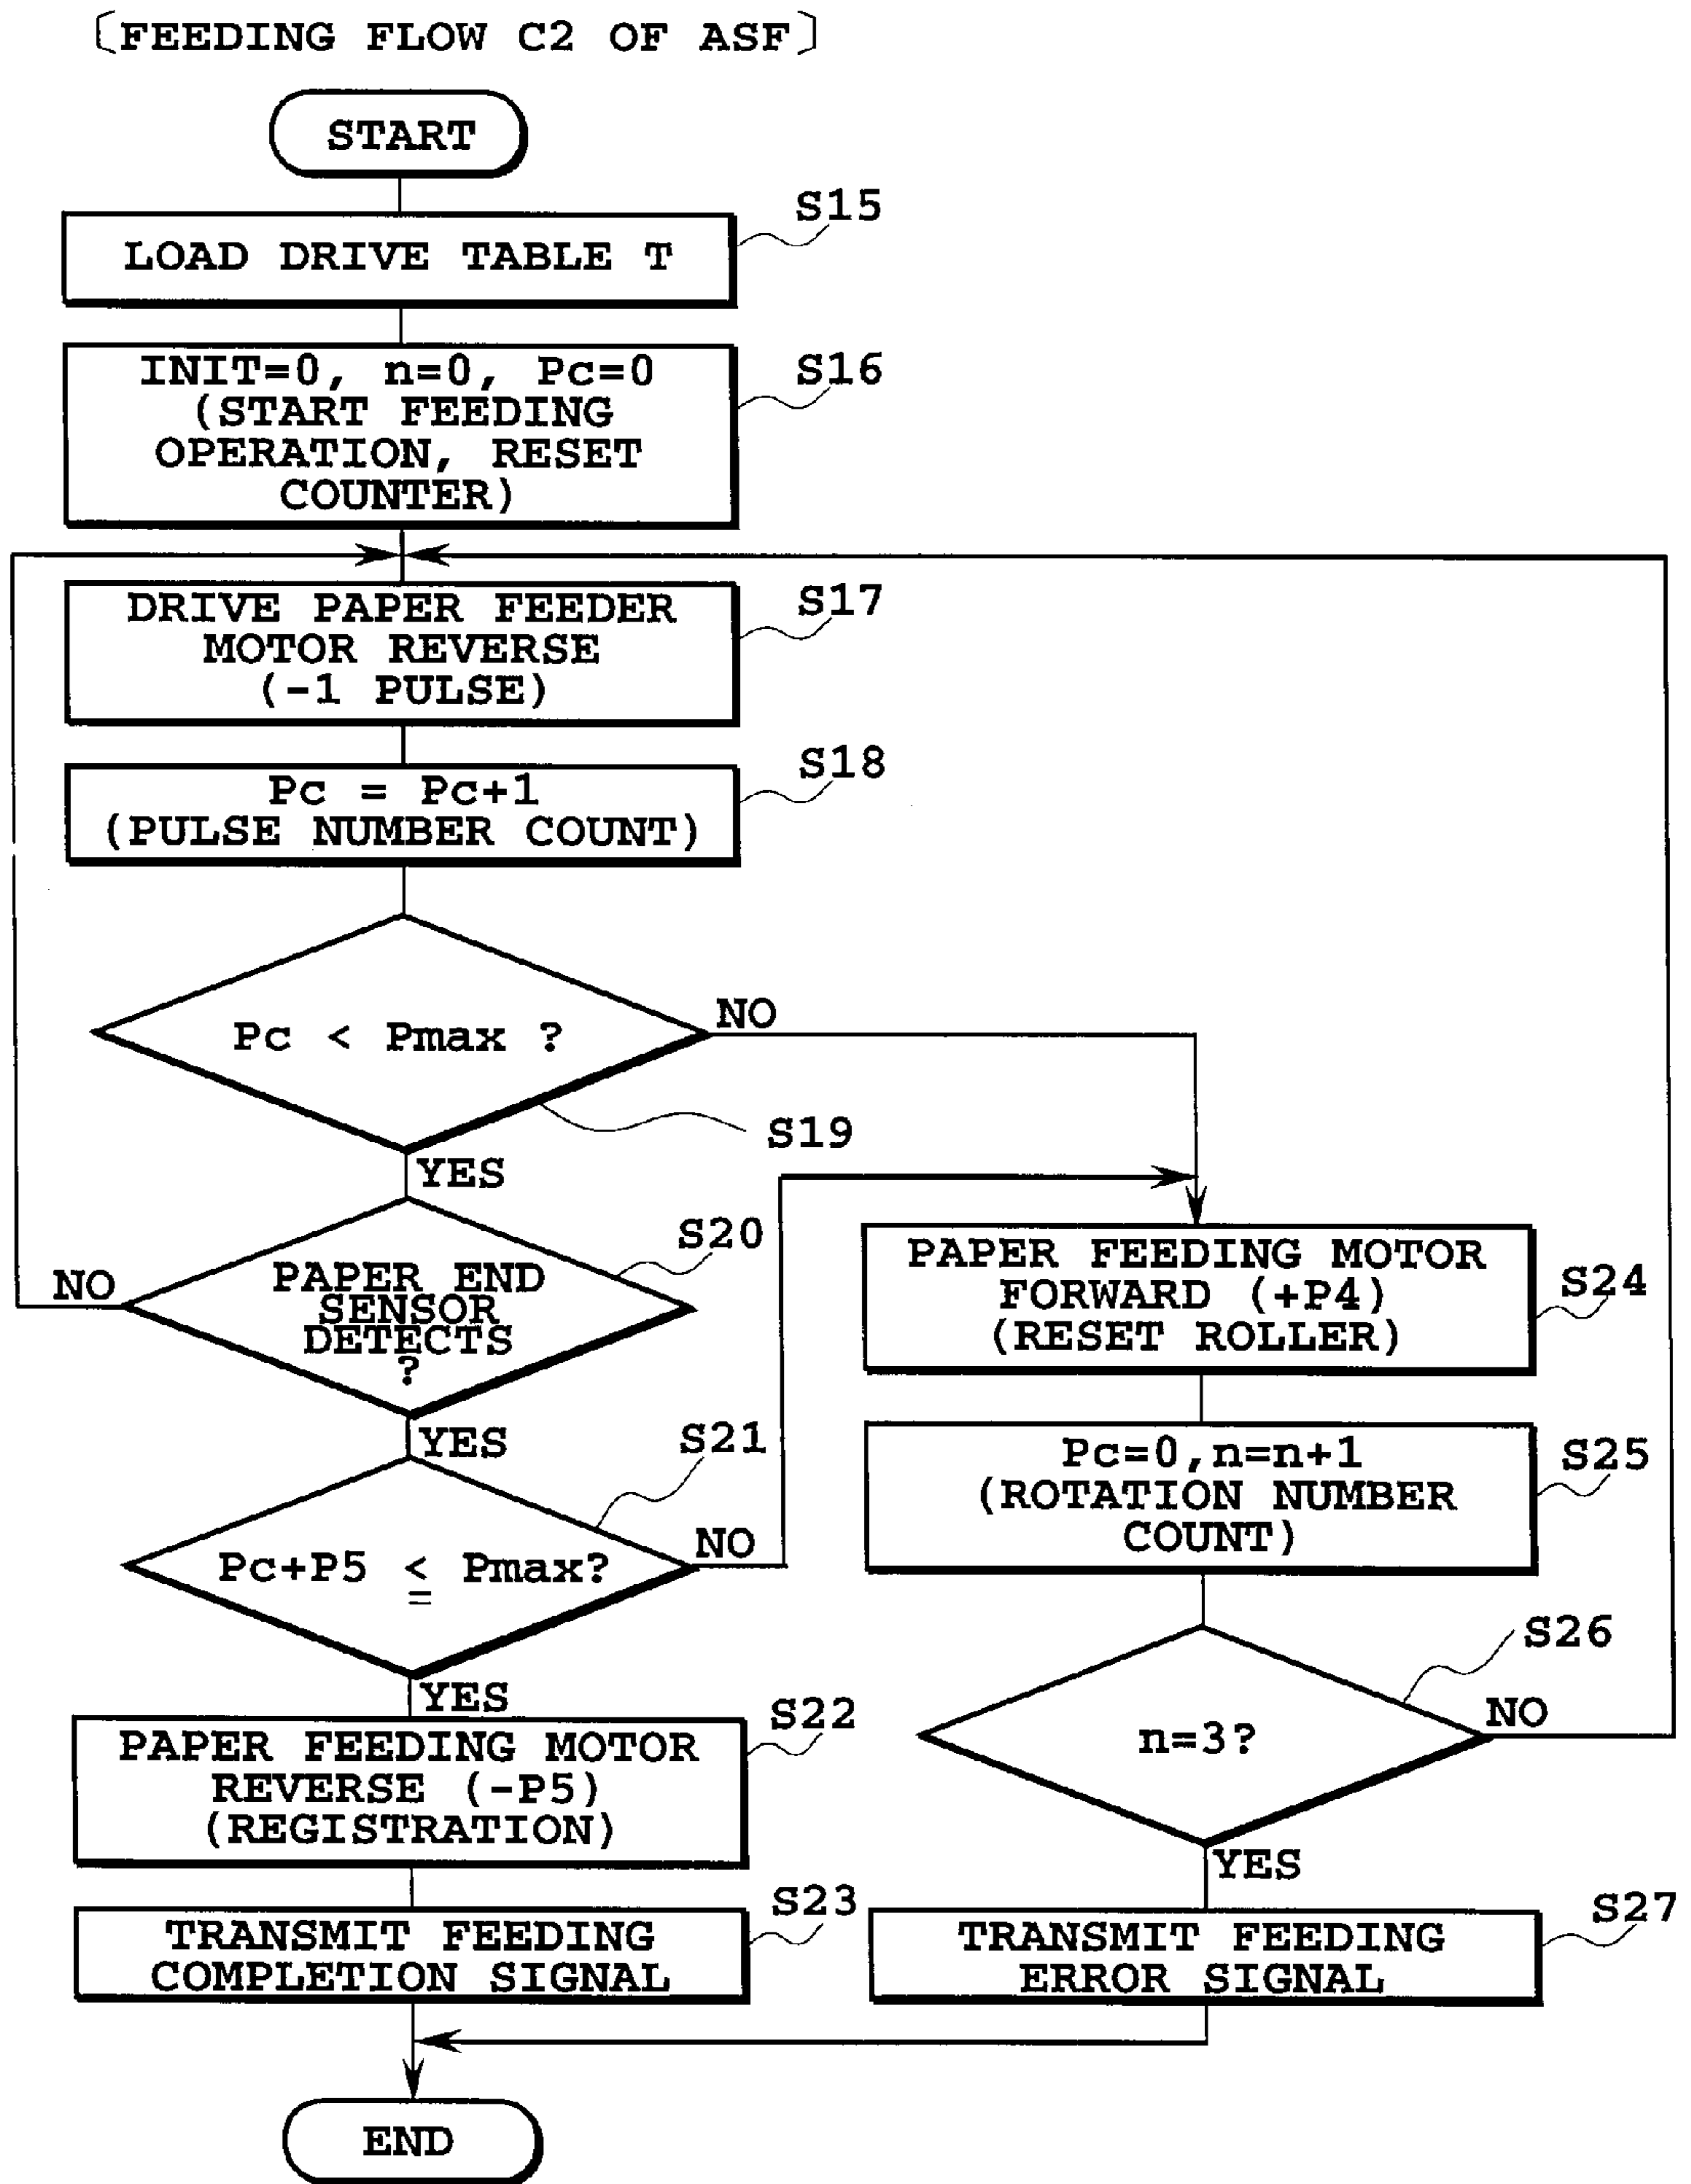 [FEEDING FLOW C2 OF ASF]
START
S15
LOAD DRIVE TABLE T
S16
INIT=0, n=0, Pc=0
(START FEEDING
OPERATION, RESET
COUNTER)
S17
DRIVE PAPER FEEDER
MOTOR REVERSE
(-1 PULSE)
S18
Pc = Pc+1
(PULSE NUMBER COUNT)
Pc < Pmax ?
NO
S19
YES
S20
PAPER END
SENSOR
DETECTS
?
NO
YES
S21
Pc+P5 ≦ Pmax?
NO
YES
S22
PAPER FEEDING MOTOR
REVERSE (-P5)
(REGISTRATION)
S23
TRANSMIT FEEDING
COMPLETION SIGNAL
PAPER FEEDING MOTOR
FORWARD (+P4)
(RESET ROLLER)
S24
Pc=0,n=n+1
(ROTATION NUMBER
COUNT)
S25
S26
n=3?
NO
YES
S27
TRANSMIT FEEDING
ERROR SIGNAL
END